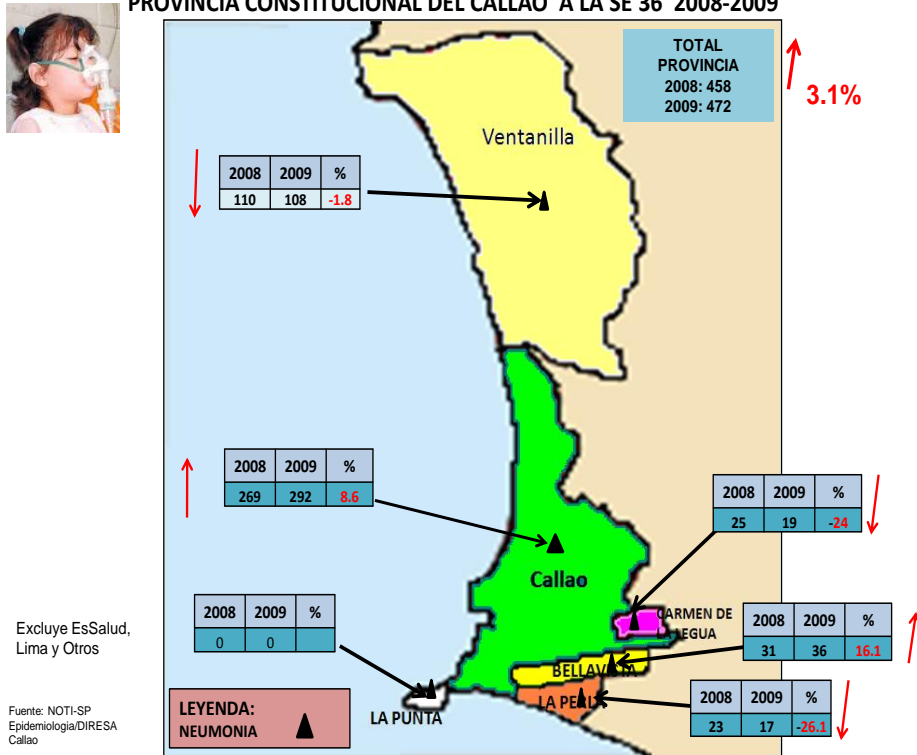 PROVINCIA CONSTITUCIONAL DEL CALLAO A LA SE 36 2008-2009
TOTAL
PROVINCIA
2008: 458
2009: 472
3.1%
Ventanilla
2008 2009 %
110 108 -1.8
2008 2009 %
269 292 8.6
Callao
2008 2009 %
25 19 -24
CARMEN DE
LA LEGUA
2008 2009 %
31 36 16.1
BELLAVISTA
2008 2009 %
23 17 -26.1
LA PERLA
2008 2009 %
0 0
LA PUNTA
LEYENDA:
NEUMONIA
Excluye EsSalud,
Lima y Otros
Fuente: NOTI-SP
Epidemiologia/DIRESA
Callao